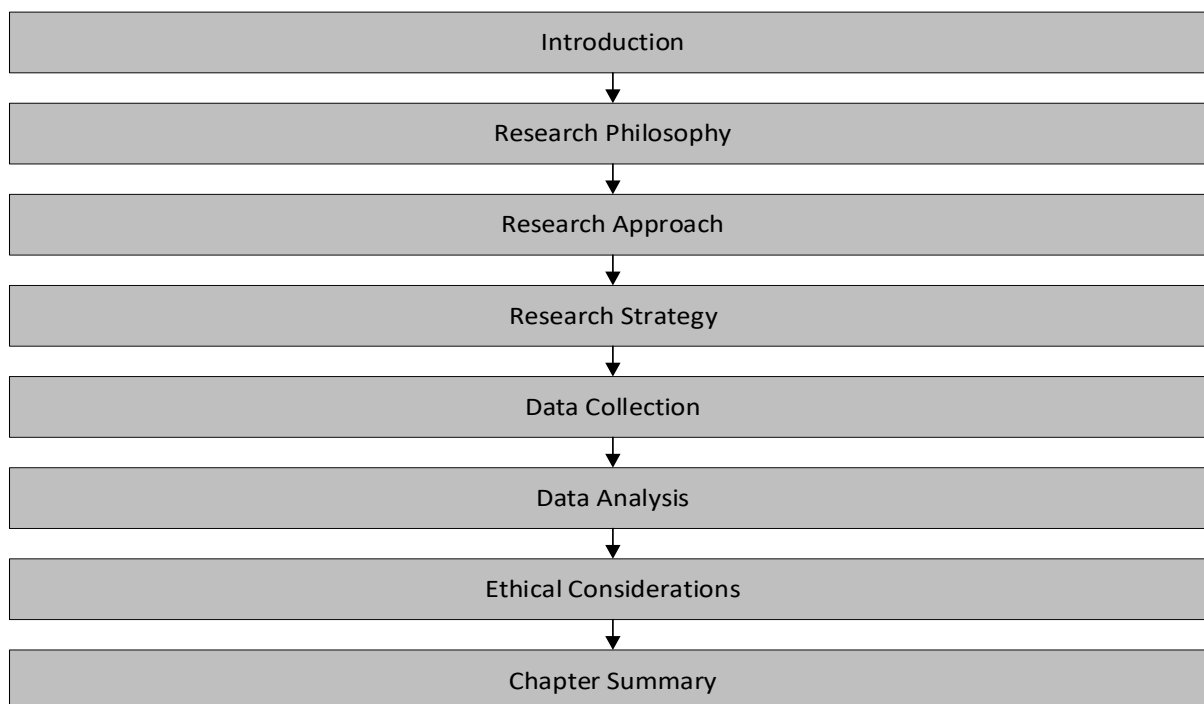 Introduction
Research Philosophy
Research Approach
Research Strategy
Data Collection
Data Analysis
Ethical Considerations
Chapter Summary